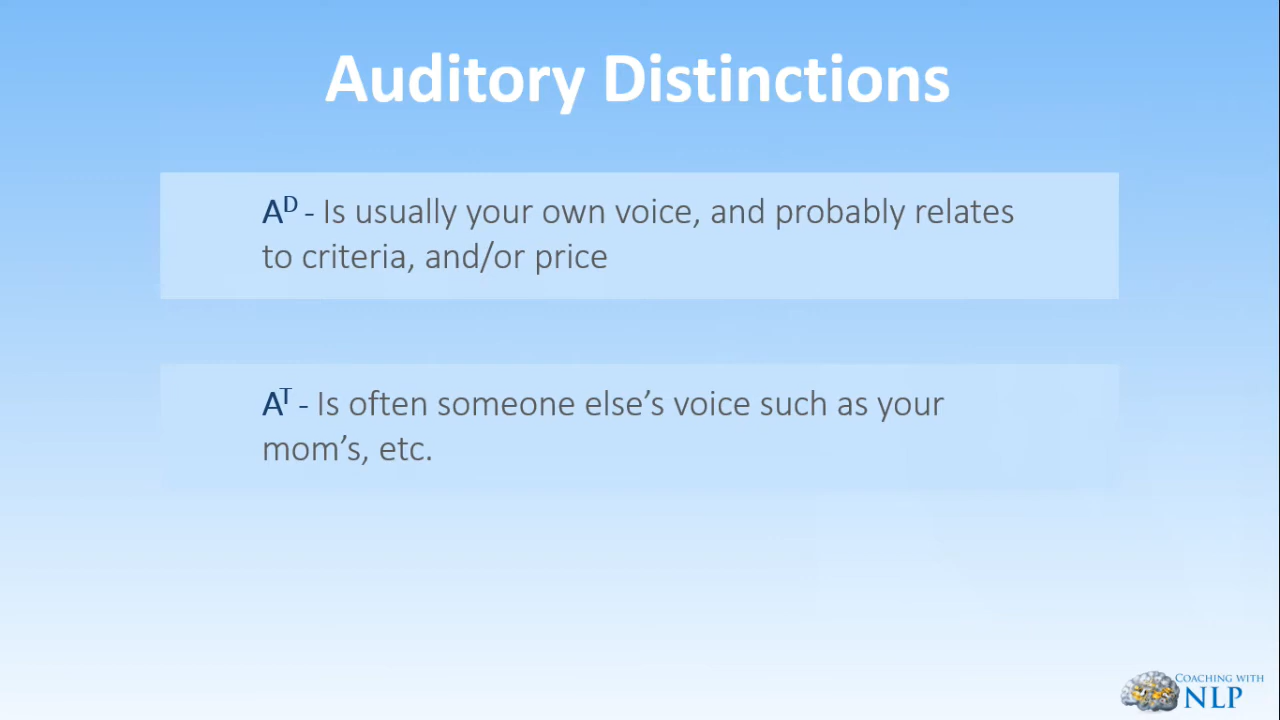 Auditory Distinctions
Aᴰ - Is usually your own voice, and probably relates
to criteria, and/or price
Aᵀ - Is often someone else’s voice such as your
mom’s, etc.
COACHING WITH
NLP